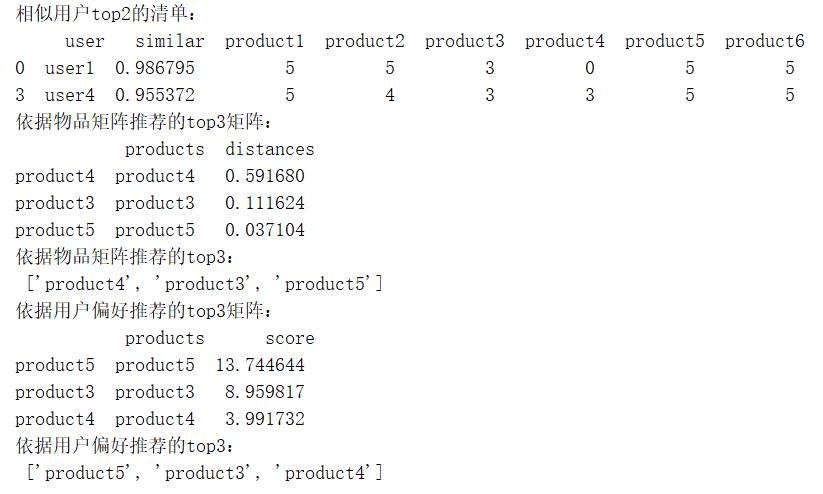 相似用户top2的清单：
user similar product1 product2 product3 product4 product5 product6
0 user1 0.986795 5 5 3 0 5 5
3 user4 0.955372 5 4 3 3 5 5
依据物品矩阵推荐的top3矩阵：
products distances
product4 product4 0.591680
product3 product3 0.111624
product5 product5 0.037104
依据物品矩阵推荐的top3：
['product4', 'product3', 'product5']
依据用户偏好推荐的top3矩阵：
products score
product5 product5 13.744644
product3 product3 8.959817
product4 product4 3.991732
依据用户偏好推荐的top3：
['product5', 'product3', 'product4']